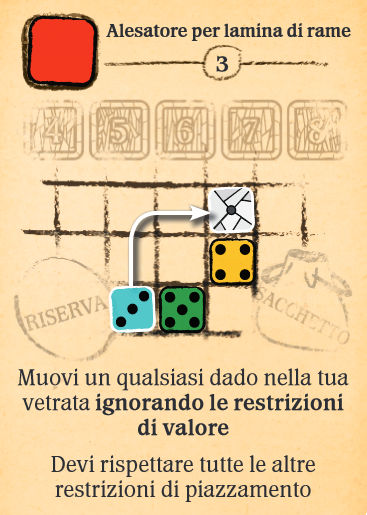 Alesatore per lamina di rame
3
4 5 6 7 8
RISERVA
SACCHETTO
Muovi un qualsiasi dado nella tua
vetrata ignorando le restrizioni
di valore
Devi rispettare tutte le altre
restrizioni di piazzamento